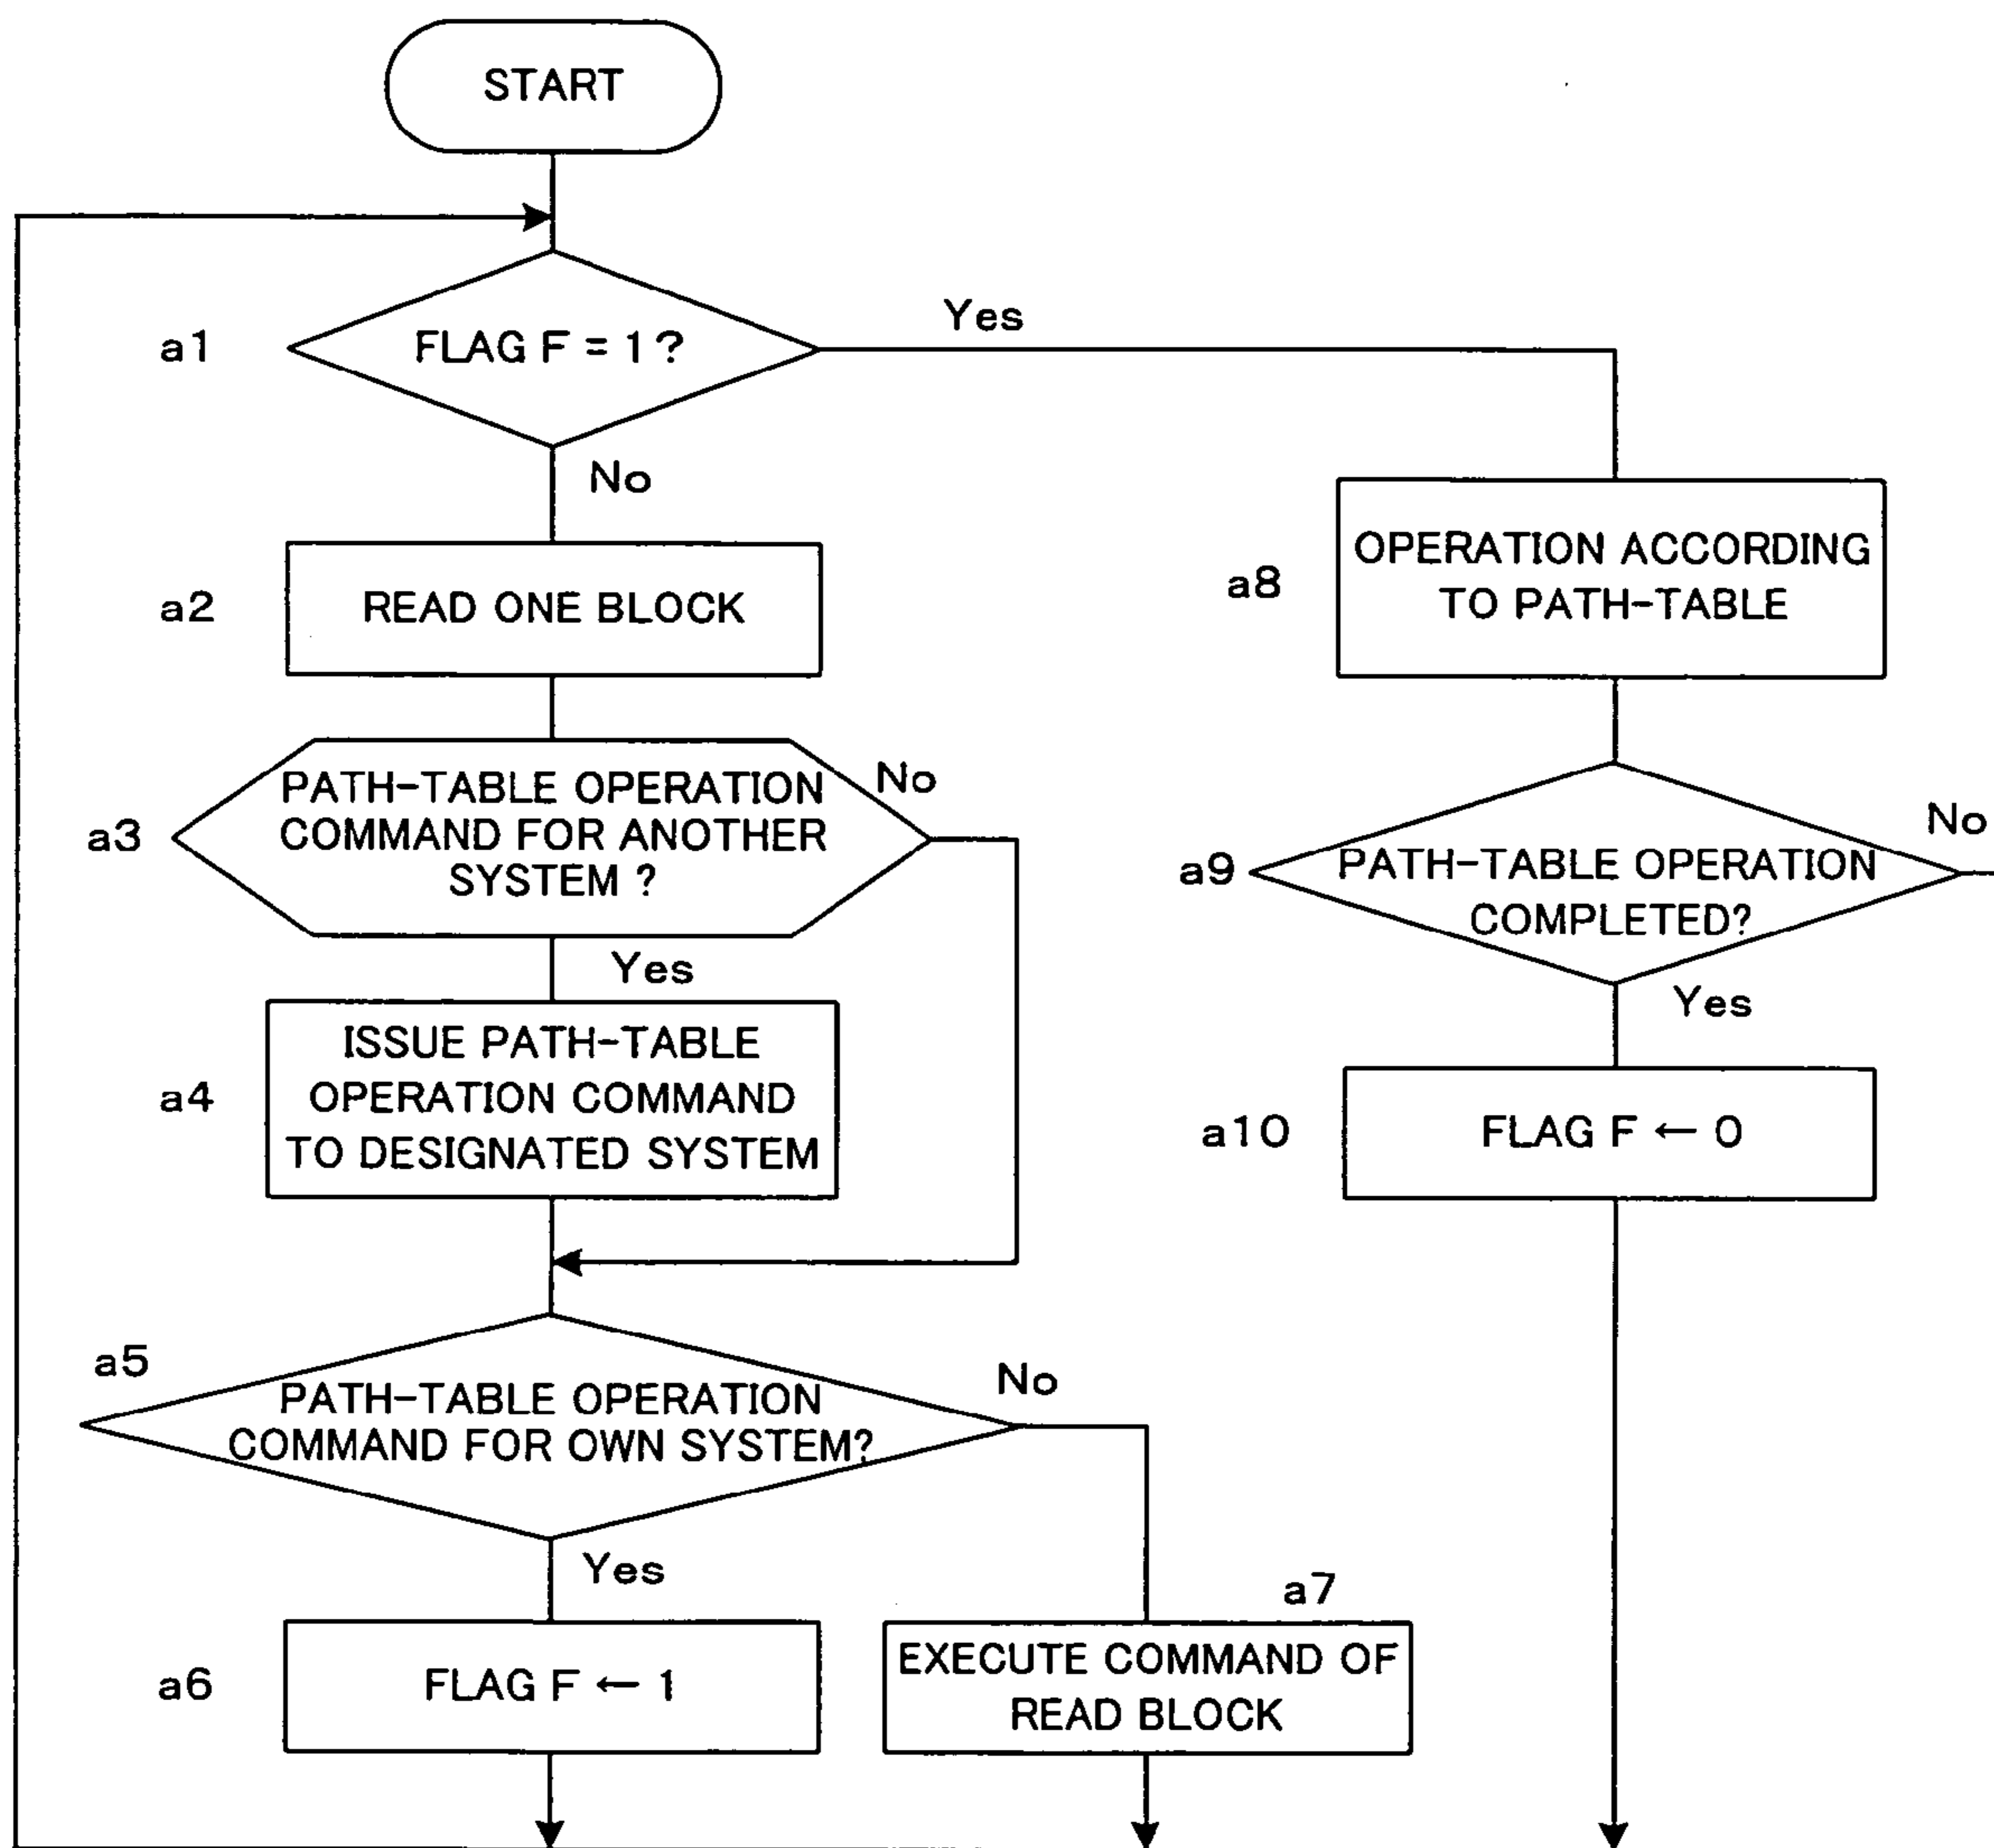 START
a1
FLAG F = 1 ?
Yes
No
a2
READ ONE BLOCK
a3
PATH-TABLE OPERATION
COMMAND FOR ANOTHER
SYSTEM ?
No
Yes
a4
ISSUE PATH-TABLE
OPERATION COMMAND
TO DESIGNATED SYSTEM
a5
PATH-TABLE OPERATION
COMMAND FOR OWN SYSTEM?
No
Yes
a6
FLAG F ← 1
a7
EXECUTE COMMAND OF
READ BLOCK
a8
OPERATION ACCORDING
TO PATH-TABLE
a9
PATH-TABLE OPERATION
COMPLETED?
No
Yes
a10
FLAG F ← 0